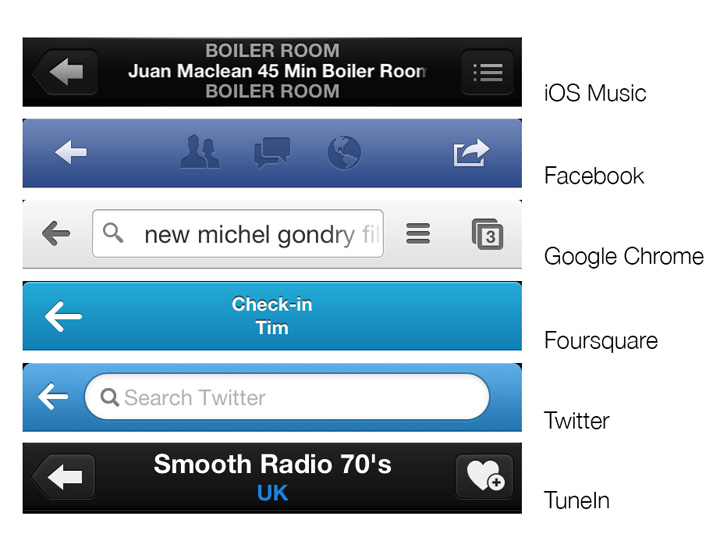 BOILER ROOM
Juan Maclean 45 Min Boiler Room
BOILER ROOM
iOS Music
Facebook
new michel gondry fil
3
Google Chrome
Check-in
Tim
Foursquare
Search Twitter
Twitter
Smooth Radio 70's
UK
TuneIn